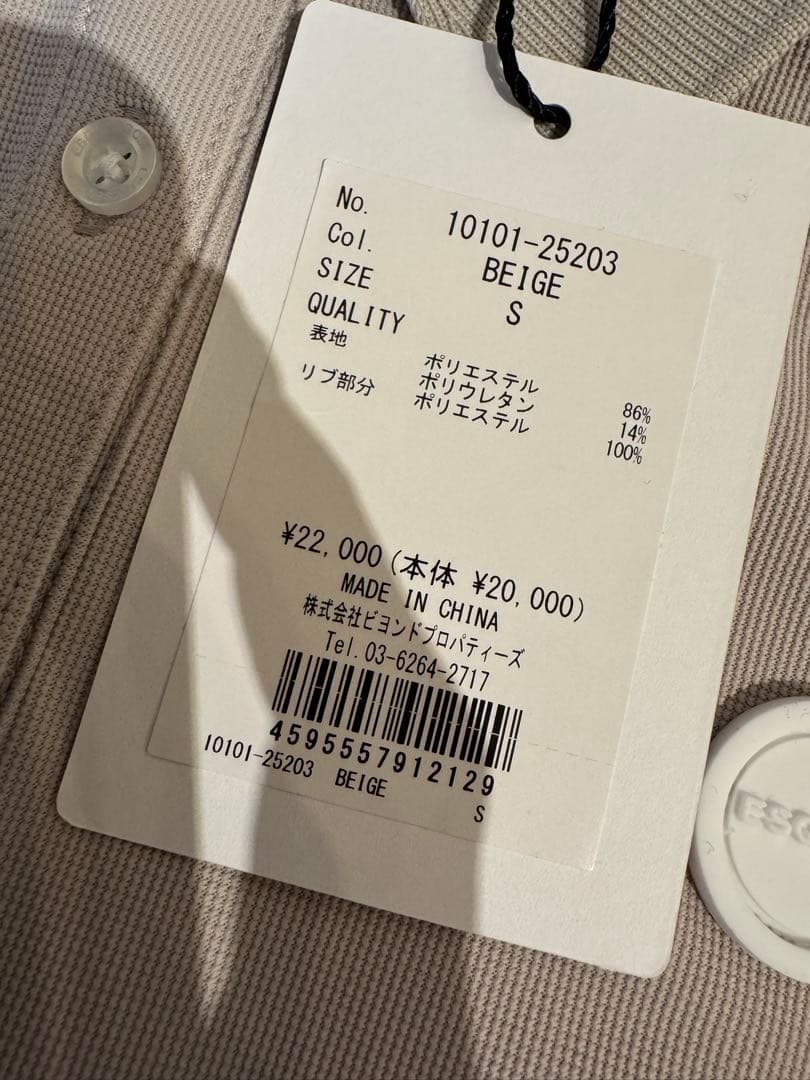 No. 10101-25203
Col. BEIGE
SIZE S
QUALITY
表地 ポリエステル 86%
ポリウレタン 14%
リブ部分 ポリエステル 100%
¥22,000(本体 ¥20,000)
MADE IN CHINA
株式会社ビヨンドプロパティーズ
Tel.03-6264-2717
4595557912129
10101-25203 BEIGE
S